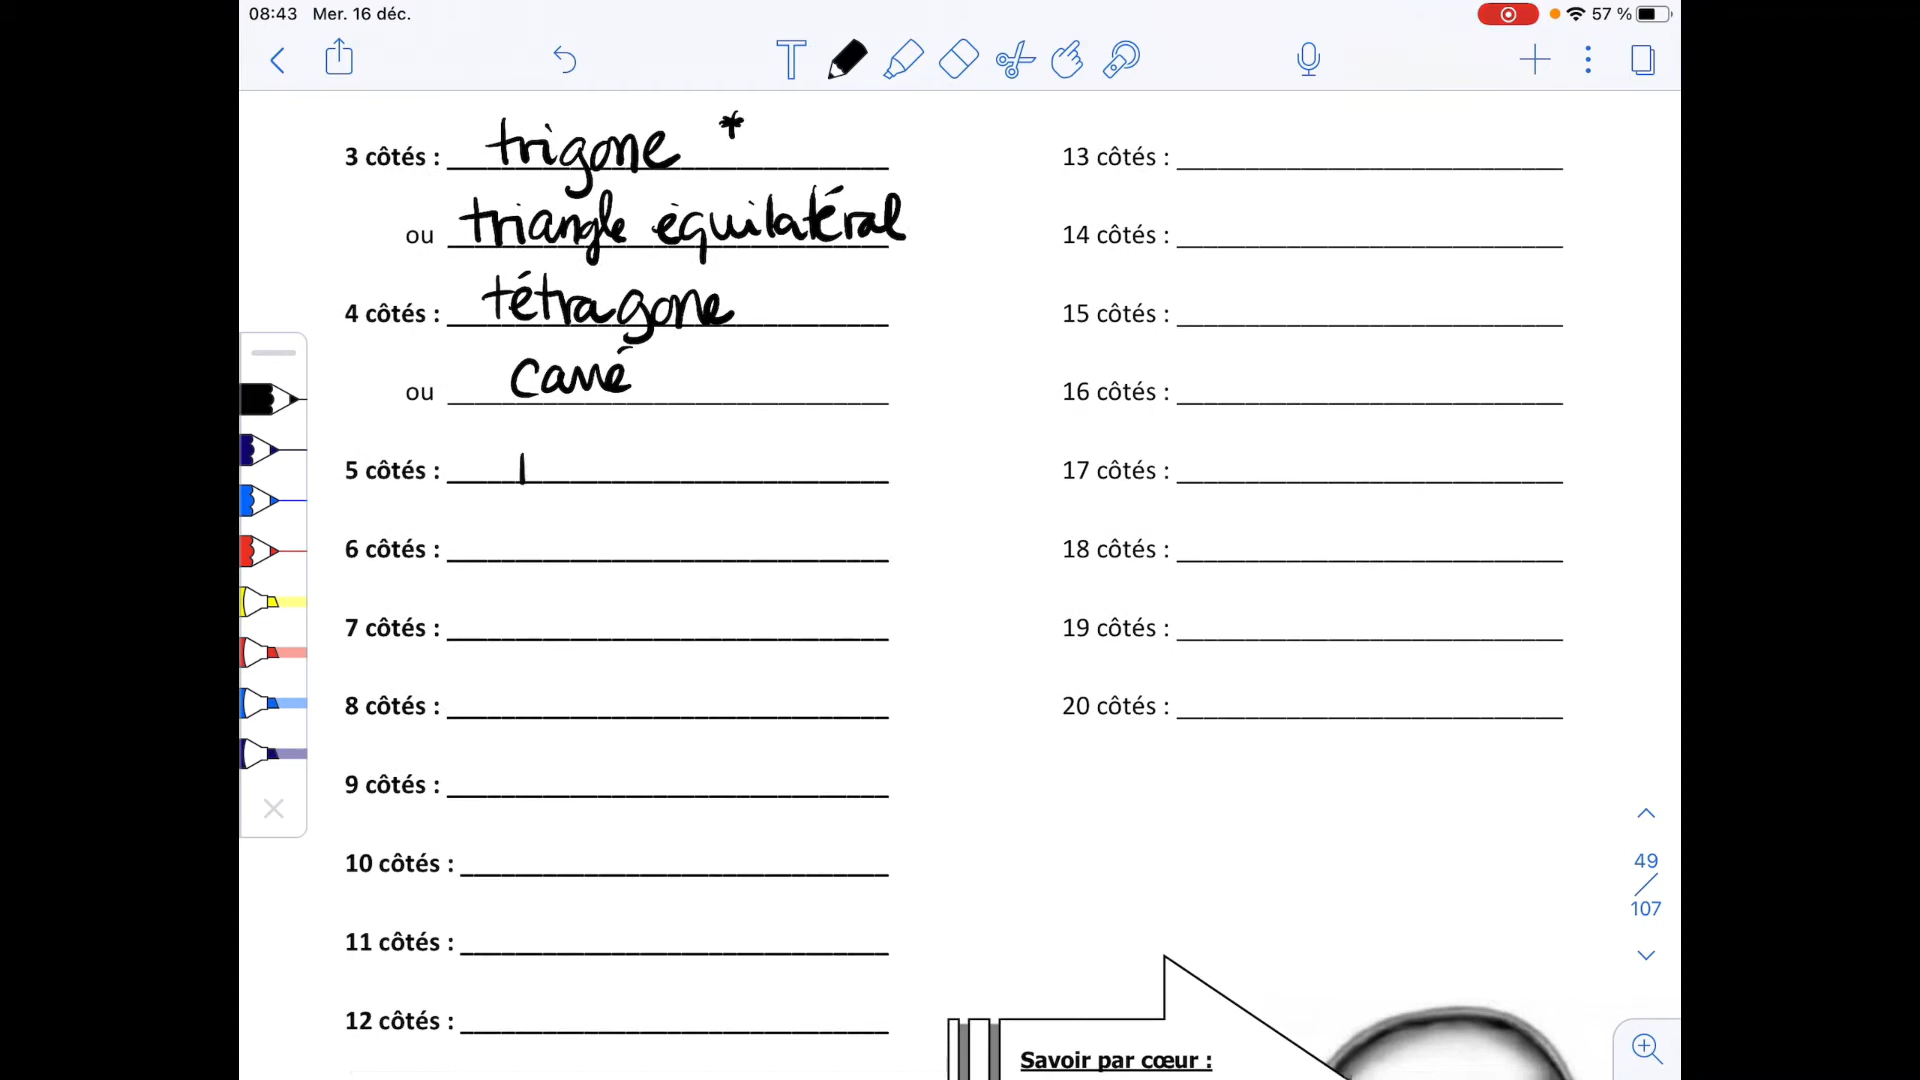 08:43 Mer. 16 déc.
57 %
3 côtés : trigone *
ou triangle équilatéral
4 côtés : tétragone
ou carré
5 côtés :
6 côtés :
7 côtés :
8 côtés :
9 côtés :
10 côtés :
11 côtés :
12 côtés :
13 côtés :
14 côtés :
15 côtés :
16 côtés :
17 côtés :
18 côtés :
19 côtés :
20 côtés :
49
107
Savoir par cœur :